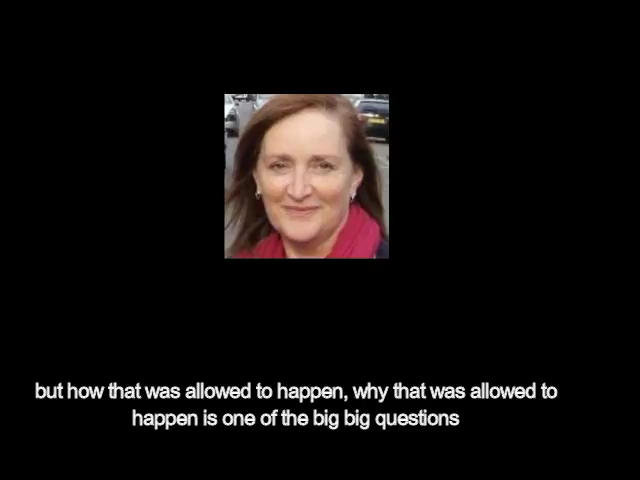 but how that was allowed to happen, why that was allowed to
happen is one of the big big questions